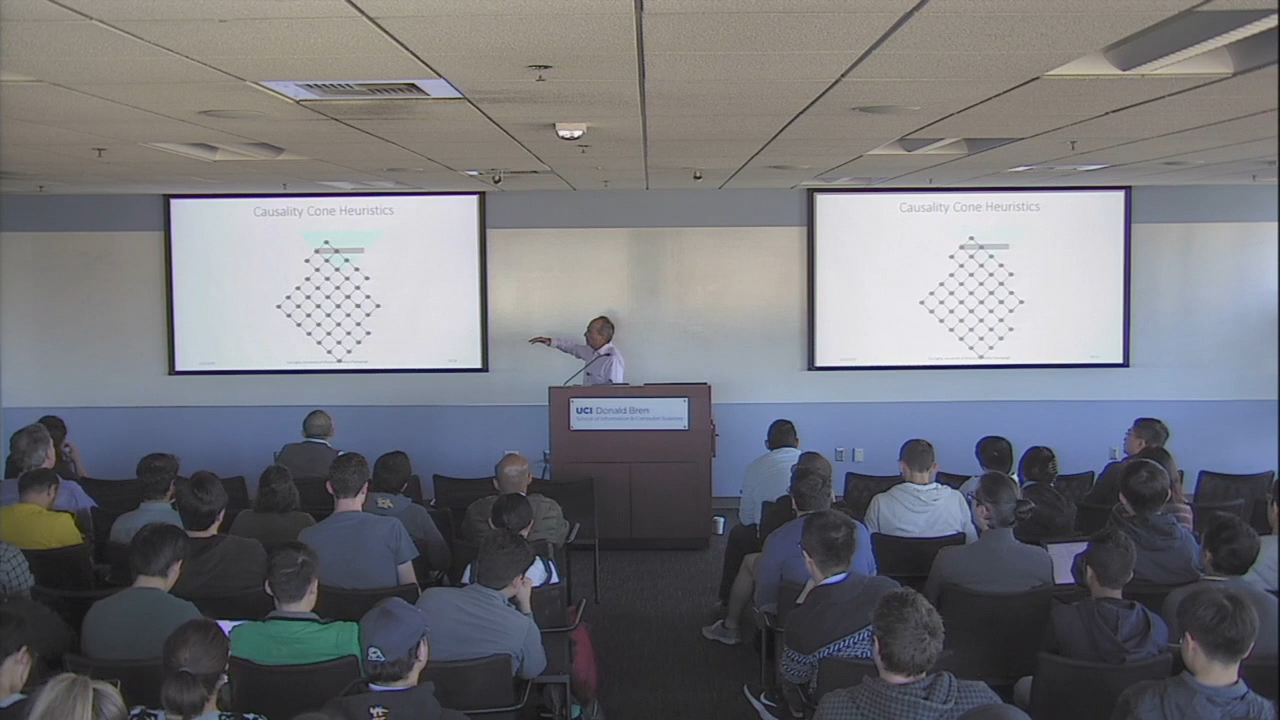 Causality Cone Heuristics
Causality Cone Heuristics
UCI Donald Bren
School of Information & Computer Sciences